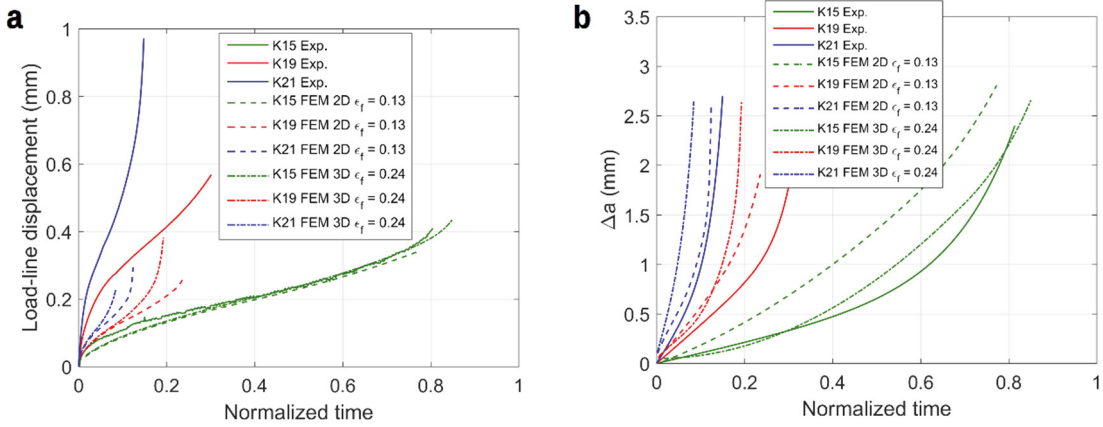 a
Load-line displacement (mm)
1
0.8
0.6
0.4
0.2
0
K15 Exp.
K19 Exp.
K21 Exp.
K15 FEM 2D ϵf = 0.13
K19 FEM 2D ϵf = 0.13
K21 FEM 2D ϵf = 0.13
K15 FEM 3D ϵf = 0.24
K19 FEM 3D ϵf = 0.24
K21 FEM 3D ϵf = 0.24
0 0.2 0.4 0.6 0.8 1
Normalized time
b
Δa (mm)
3.5
3
2.5
2
1.5
1
0.5
0
K15 Exp.
K19 Exp.
K21 Exp.
K15 FEM 2D ϵf = 0.13
K19 FEM 2D ϵf = 0.13
K21 FEM 2D ϵf = 0.13
K15 FEM 3D ϵf = 0.24
K19 FEM 3D ϵf = 0.24
K21 FEM 3D ϵf = 0.24
0 0.2 0.4 0.6 0.8 1
Normalized time